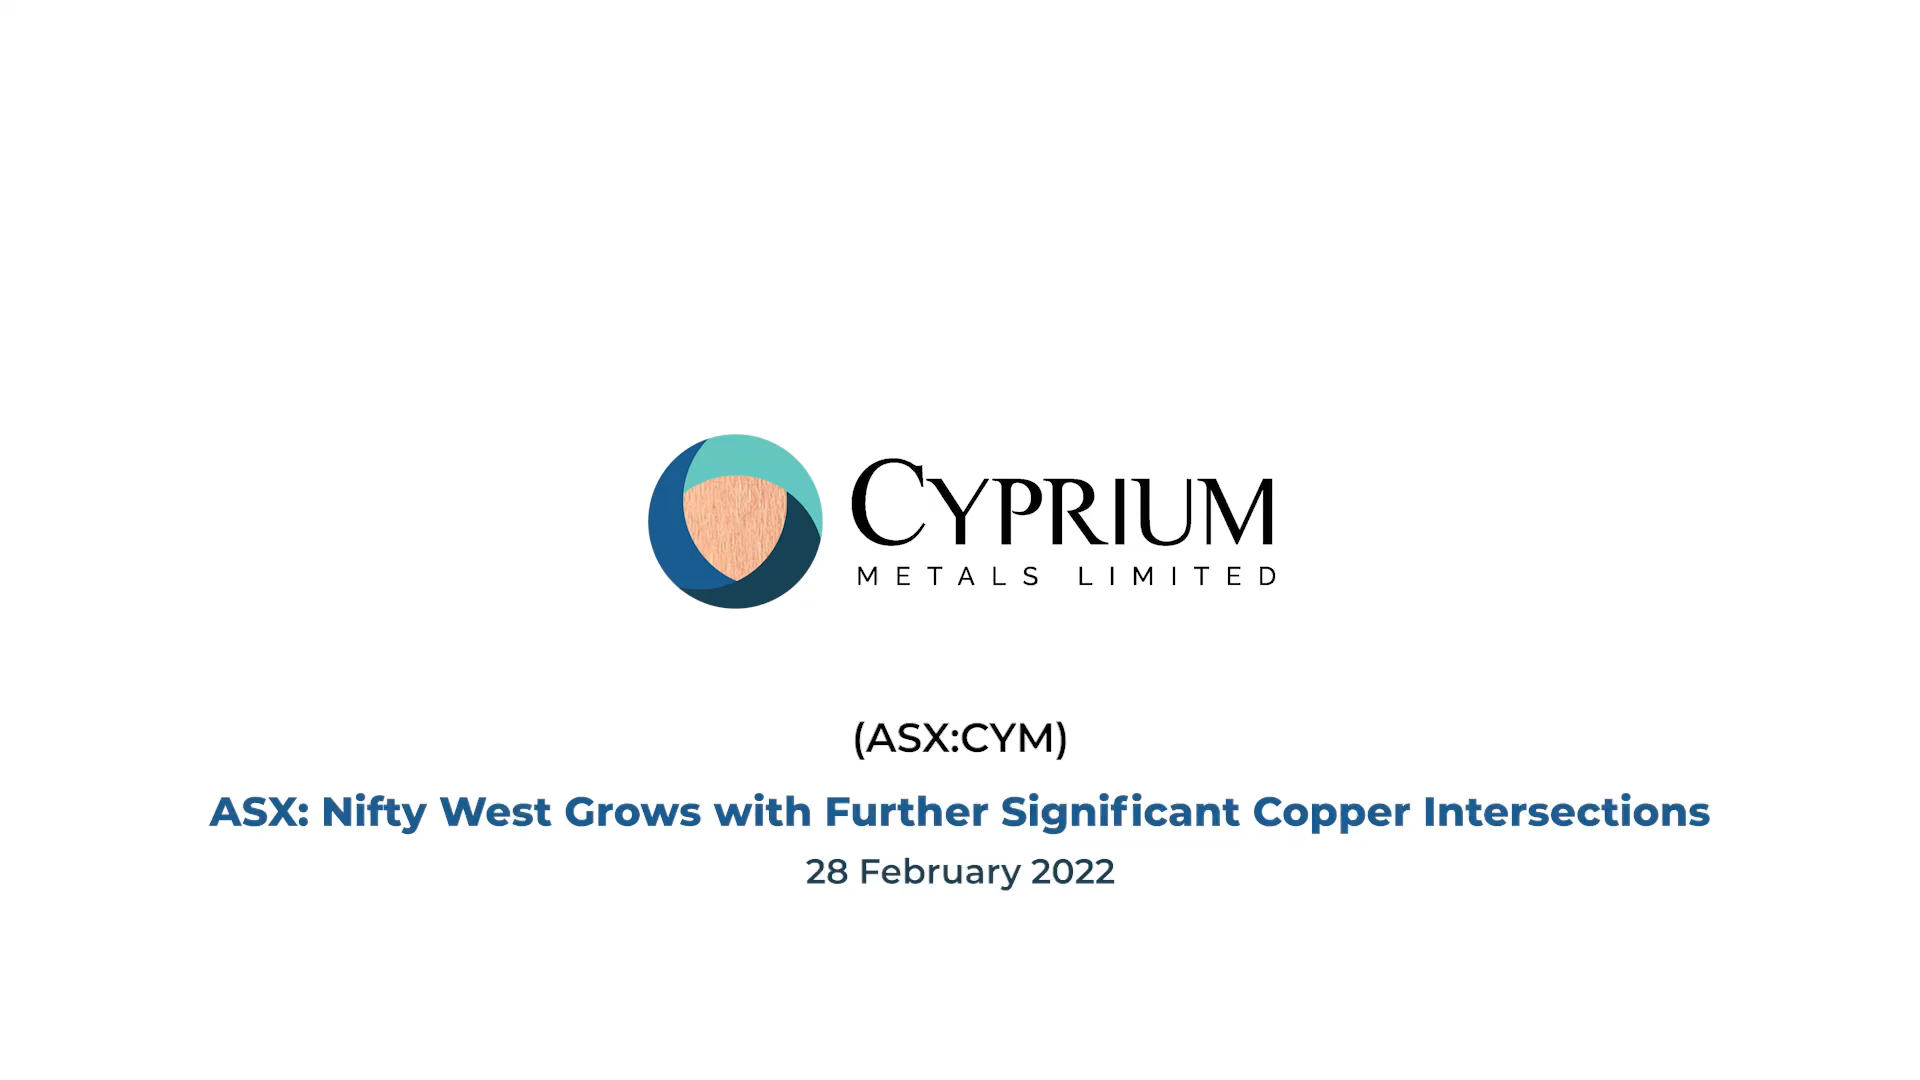 CYPRIUM
METALS LIMITED
(ASX:CYM)
ASX: Nifty West Grows with Further Significant Copper Intersections
28 February 2022